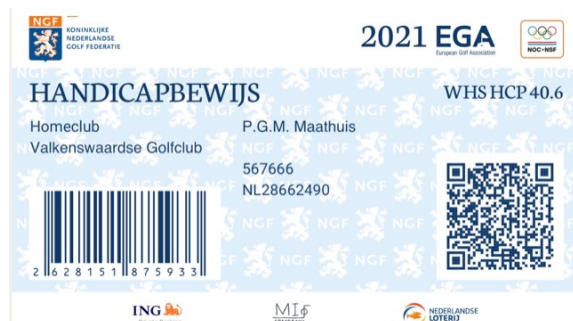 NGF
KONINKLIJKE
NEDERLANDSE
GOLF FEDERATIE
2021 EGA
European Golf Association
NOC*NSF
HANDICAPBEWIJS
WHS HCP 40.6
Homeclub
P.G.M. Maathuis
Valkenswaardse Golfclub
567666
NL28662490
2 628151 875933
ING
NEDERLANDSE
LOTERIJ